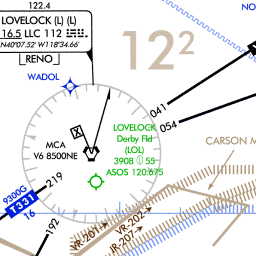 122.4
NO
LOVELOCK (L) (L)
16.5 LLC 112
N40°07.52' W118°34.66'
RENO
12²
WADOL
041
054
LOVELOCK
Derby Fld
(LOL)
3908 55
ASOS 120.675
MCA
V6 8500NE
CARSON M
9300G
T331
16
219
192
VR-201
VR-202
VR-207